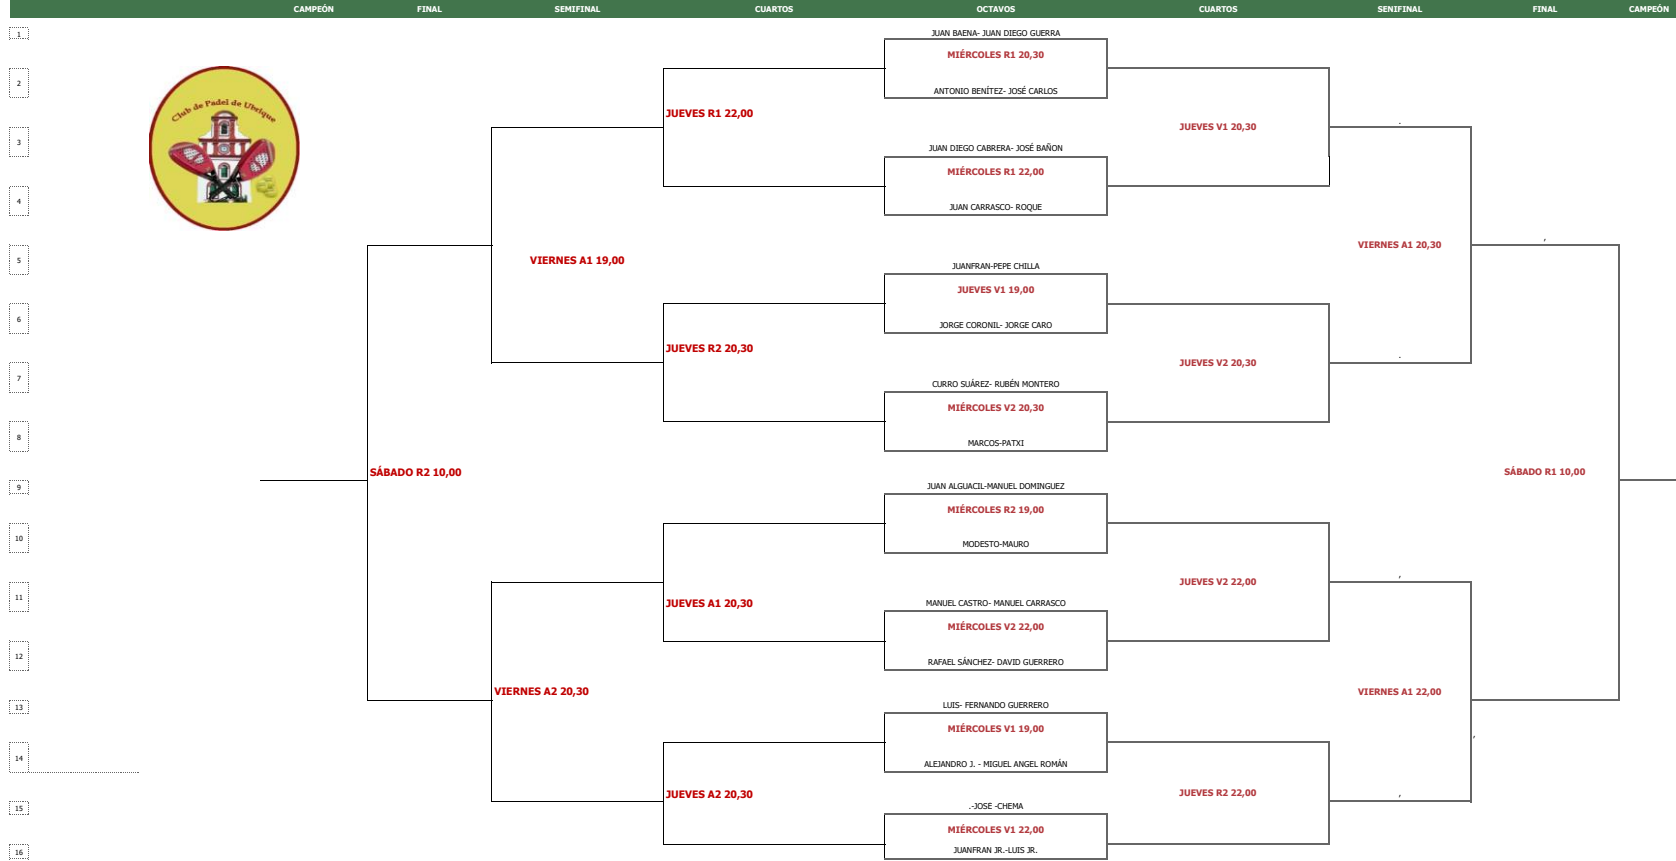 CAMPEÓN FINAL SEMIFINAL CUARTOS OCTAVOS CUARTOS SENIFINAL FINAL CAMPEÓN
1
JUAN BAENA- JUAN DIEGO GUERRA
MIÉRCOLES R1 20,30
2
ANTONIO BENÍTEZ- JOSÉ CARLOS
Club de Padel de Ubrique
JUEVES R1 22,00
JUEVES V1 20,30
3
JUAN DIEGO CABRERA- JOSÉ BAÑON
MIÉRCOLES R1 22,00
4
JUAN CARRASCO- ROQUE
VIERNES A1 20,30
5
VIERNES A1 19,00
JUANFRAN-PEPE CHILLA
JUEVES V1 19,00
6
JORGE CORONIL- JORGE CARO
JUEVES R2 20,30
JUEVES V2 20,30
7
CURRO SUÁREZ- RUBÉN MONTERO
MIÉRCOLES V2 20,30
8
MARCOS-PATXI
SÁBADO R2 10,00
SÁBADO R1 10,00
9
JUAN ALGUACIL-MANUEL DOMINGUEZ
MIÉRCOLES R2 19,00
10
MODESTO-MAURO
JUEVES V2 22,00
11
JUEVES A1 20,30
MANUEL CASTRO- MANUEL CARRASCO
MIÉRCOLES V2 22,00
12
RAFAEL SÁNCHEZ- DAVID GUERRERO
VIERNES A2 20,30
VIERNES A1 22,00
13
LUIS- FERNANDO GUERRERO
MIÉRCOLES V1 19,00
14
ALEJANDRO J. - MIGUEL ANGEL ROMÁN
JUEVES A2 20,30
JUEVES R2 22,00
15
.-JOSE -CHEMA
MIÉRCOLES V1 22,00
16
JUANFRAN JR.-LUIS JR.